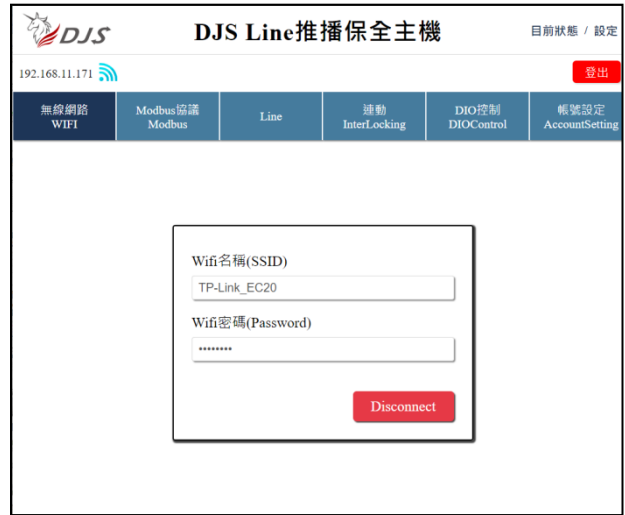 DJS
DJS Line推播保全主機
目前狀態 / 設定
192.168.11.171
登出
無線網路
WIFI
Modbus協議
Modbus
Line
連動
InterLocking
DIO控制
DIOControl
帳號設定
AccountSetting
Wifi名稱(SSID)
TP-Link_EC20
Wifi密碼(Password)
••••••••
Disconnect